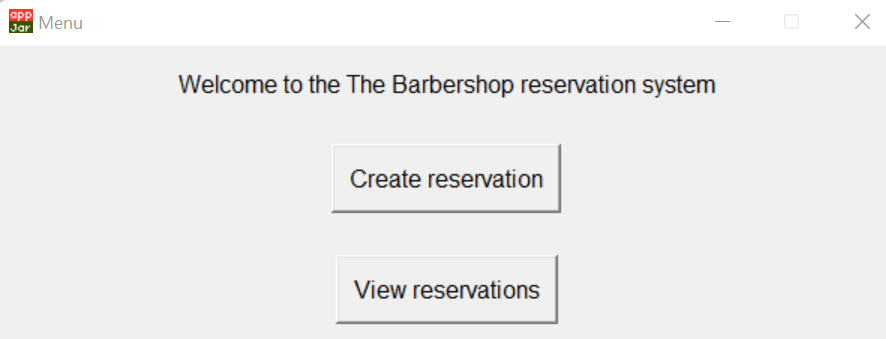 app
Jar
Menu
Welcome to the The Barbershop reservation system
Create reservation
View reservations